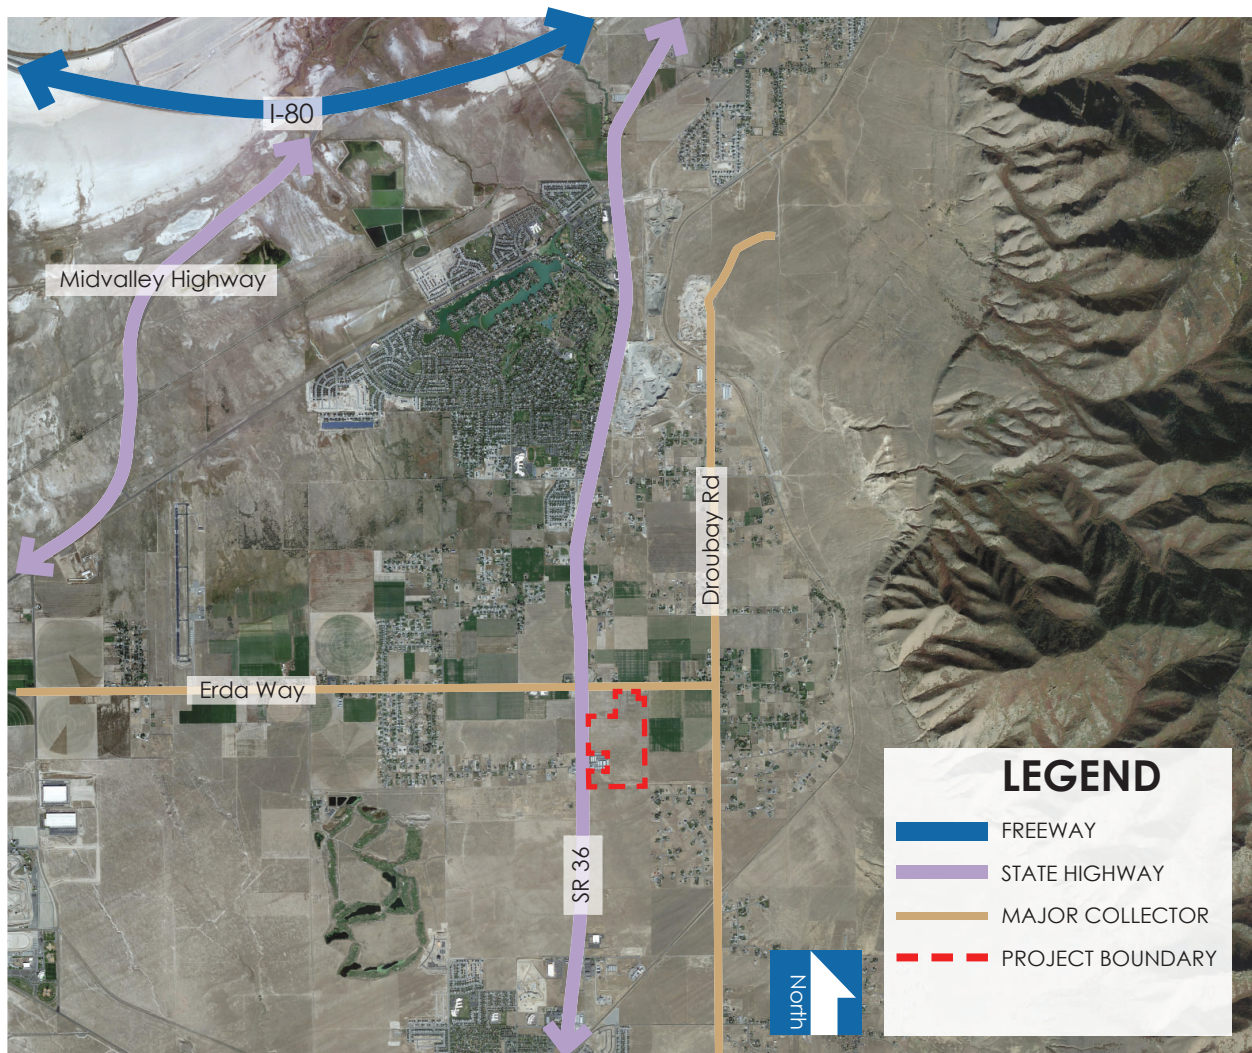 I-80
Midvalley Highway
Droubay Rd
Erda Way
SR 36
LEGEND
FREEWAY
STATE HIGHWAY
MAJOR COLLECTOR
PROJECT BOUNDARY
North